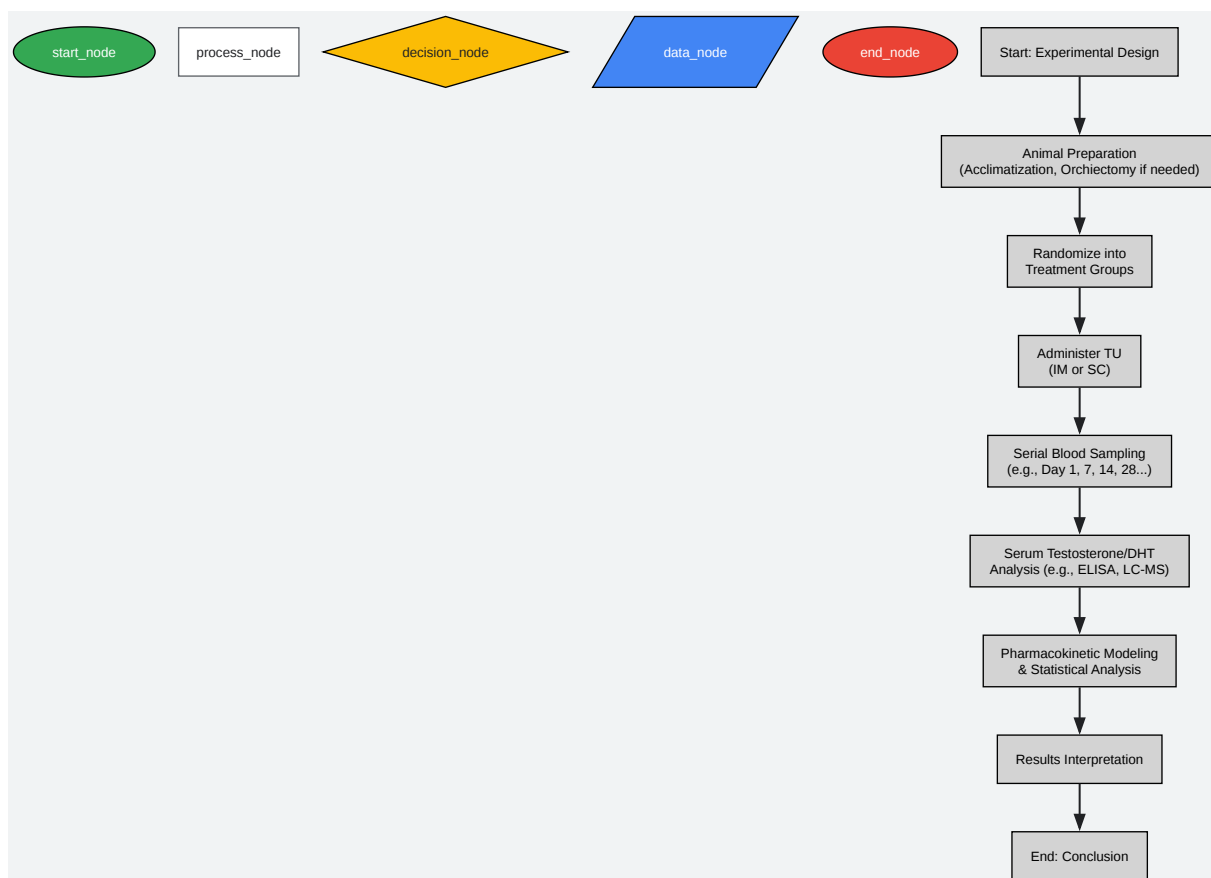 start_node
process_node
decision_node
data_node
end_node
Start: Experimental Design
Animal Preparation
(Acclimatization, Orchiectomy if needed)
Randomize into
Treatment Groups
Administer TU
(IM or SC)
Serial Blood Sampling
(e.g., Day 1, 7, 14, 28...)
Serum Testosterone/DHT
Analysis (e.g., ELISA, LC-MS)
Pharmacokinetic Modeling
& Statistical Analysis
Results Interpretation
End: Conclusion